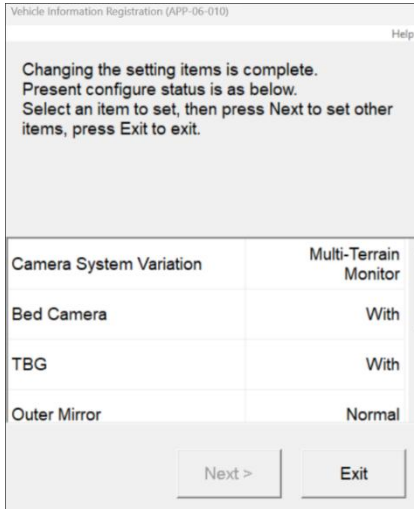 Vehicle Information Registration (APP-06-010)
Help
Changing the setting items is complete.
Present configure status is as below.
Select an item to set, then press Next to set other
items, press Exit to exit.
Camera System Variation
Multi-Terrain
Monitor
Bed Camera
With
TBG
With
Outer Mirror
Normal
Next >
Exit